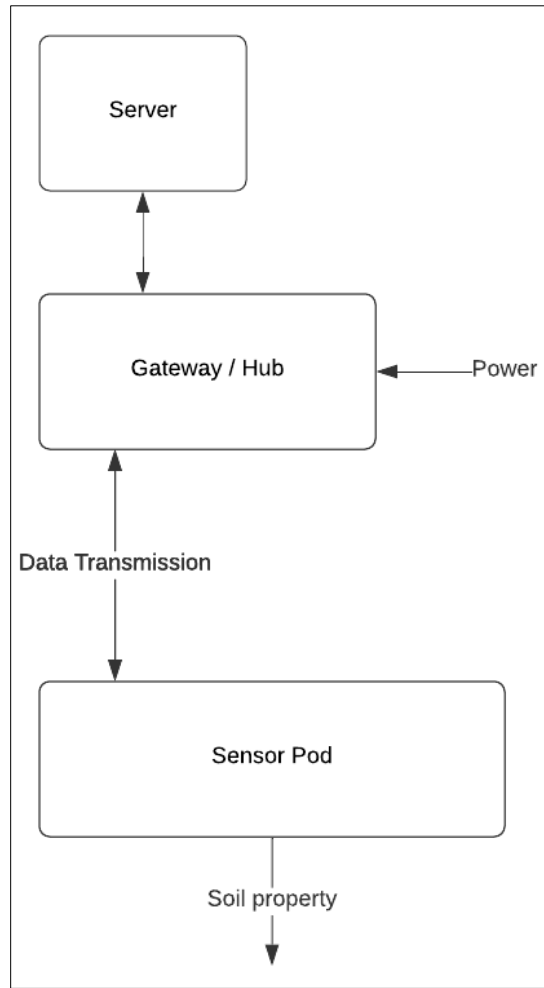 Server
Gateway / Hub
Power
Data Transmission
Sensor Pod
Soil property